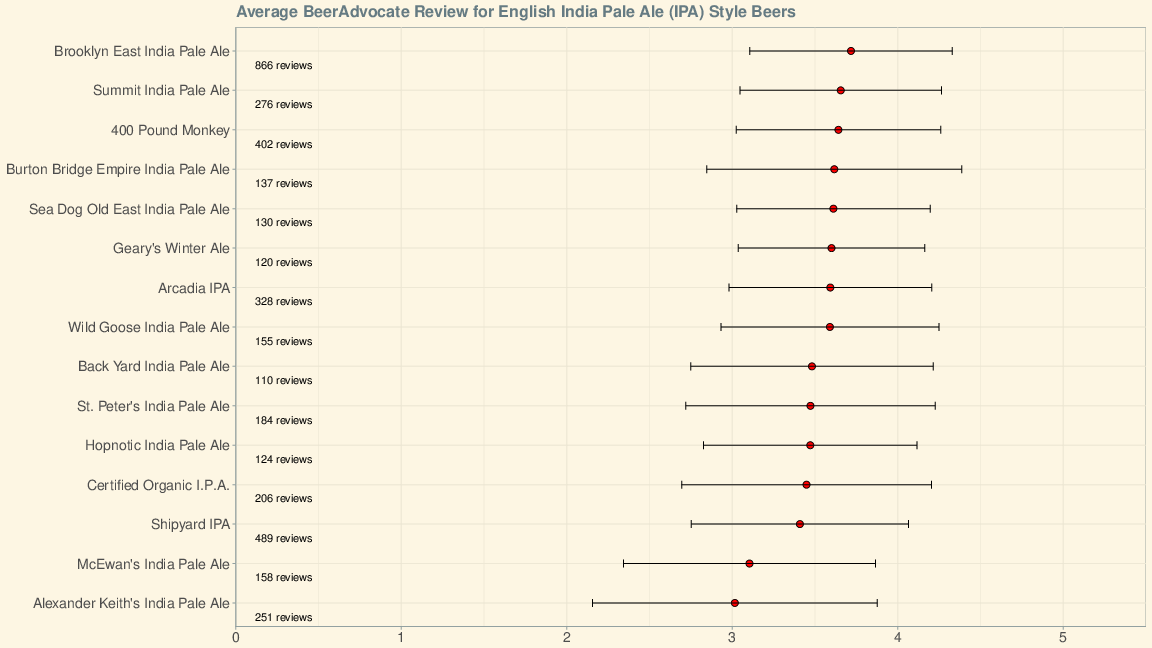 Average BeerAdvocate Review for English India Pale Ale (IPA) Style Beers
Brooklyn East India Pale Ale
866 reviews
Summit India Pale Ale
276 reviews
400 Pound Monkey
402 reviews
Burton Bridge Empire India Pale Ale
137 reviews
Sea Dog Old East India Pale Ale
130 reviews
Geary's Winter Ale
120 reviews
Arcadia IPA
328 reviews
Wild Goose India Pale Ale
155 reviews
Back Yard India Pale Ale
110 reviews
St. Peter's India Pale Ale
184 reviews
Hopnotic India Pale Ale
124 reviews
Certified Organic I.P.A.
206 reviews
Shipyard IPA
489 reviews
McEwan's India Pale Ale
158 reviews
Alexander Keith's India Pale Ale
251 reviews
0 1 2 3 4 5